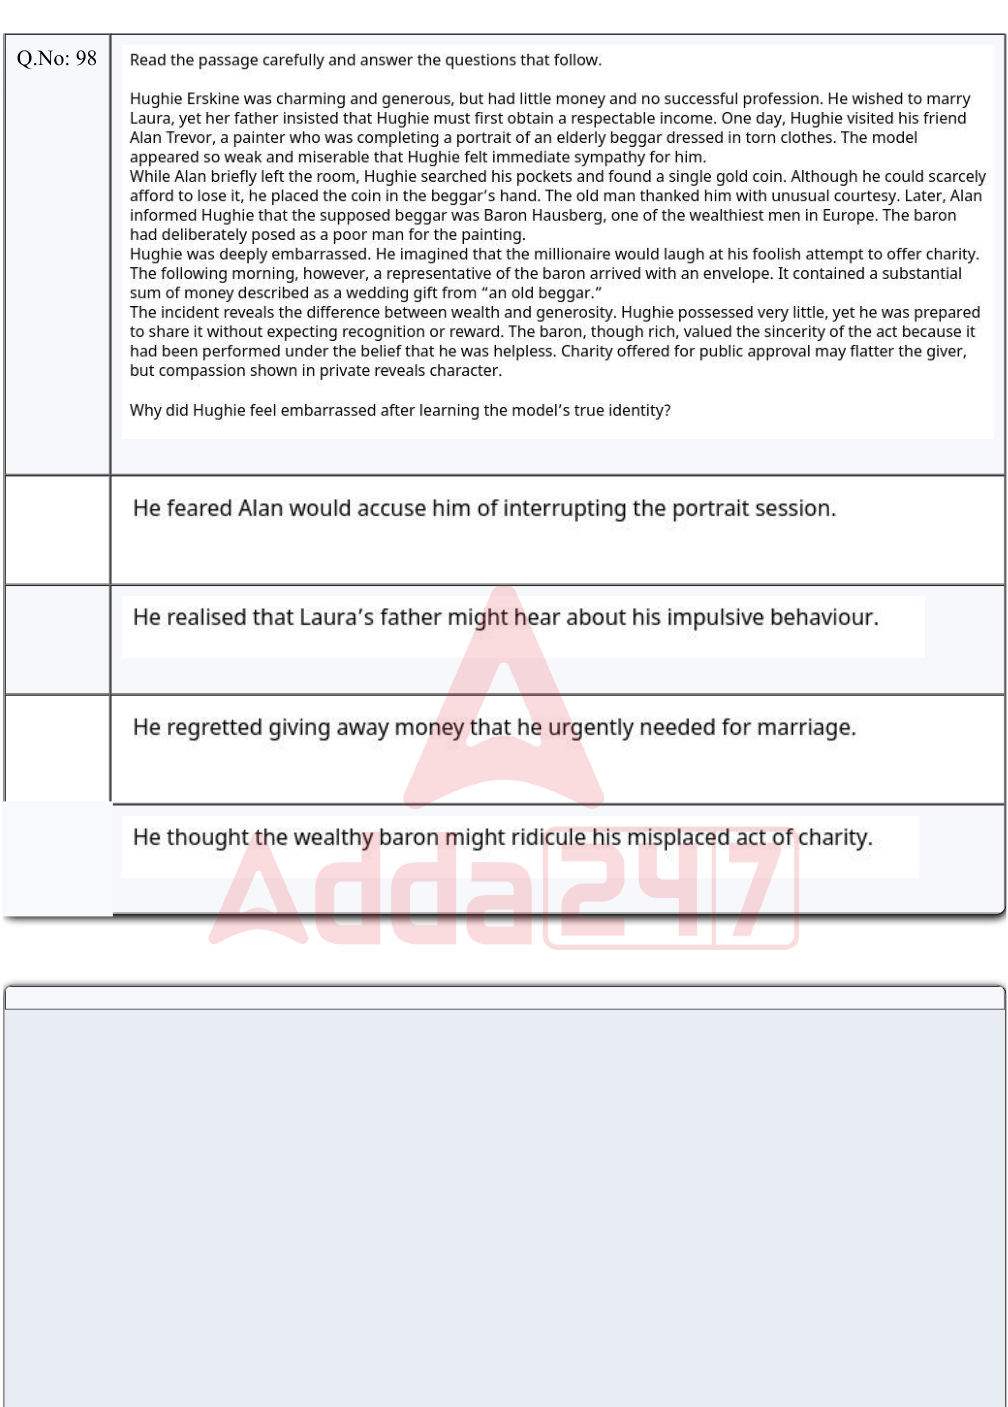 Q.No: 98
Read the passage carefully and answer the questions that follow.
Hughie Erskine was charming and generous, but had little money and no successful profession. He wished to marry
Laura, yet her father insisted that Hughie must first obtain a respectable income. One day, Hughie visited his friend
Alan Trevor, a painter who was completing a portrait of an elderly beggar dressed in torn clothes. The model
appeared so weak and miserable that Hughie felt immediate sympathy for him.
While Alan briefly left the room, Hughie searched his pockets and found a single gold coin. Although he could scarcely
afford to lose it, he placed the coin in the beggar’s hand. The old man thanked him with unusual courtesy. Later, Alan
informed Hughie that the supposed beggar was Baron Hausberg, one of the wealthiest men in Europe. The baron
had deliberately posed as a poor man for the painting.
Hughie was deeply embarrassed. He imagined that the millionaire would laugh at his foolish attempt to offer charity.
The following morning, however, a representative of the baron arrived with an envelope. It contained a substantial
sum of money described as a wedding gift from “an old beggar.”
The incident reveals the difference between wealth and generosity. Hughie possessed very little, yet he was prepared
to share it without expecting recognition or reward. The baron, though rich, valued the sincerity of the act because it
had been performed under the belief that he was helpless. Charity offered for public approval may flatter the giver,
but compassion shown in private reveals character.
Why did Hughie feel embarrassed after learning the model’s true identity?
He feared Alan would accuse him of interrupting the portrait session.
He realised that Laura’s father might hear about his impulsive behaviour.
He regretted giving away money that he urgently needed for marriage.
He thought the wealthy baron might ridicule his misplaced act of charity.
Adda247